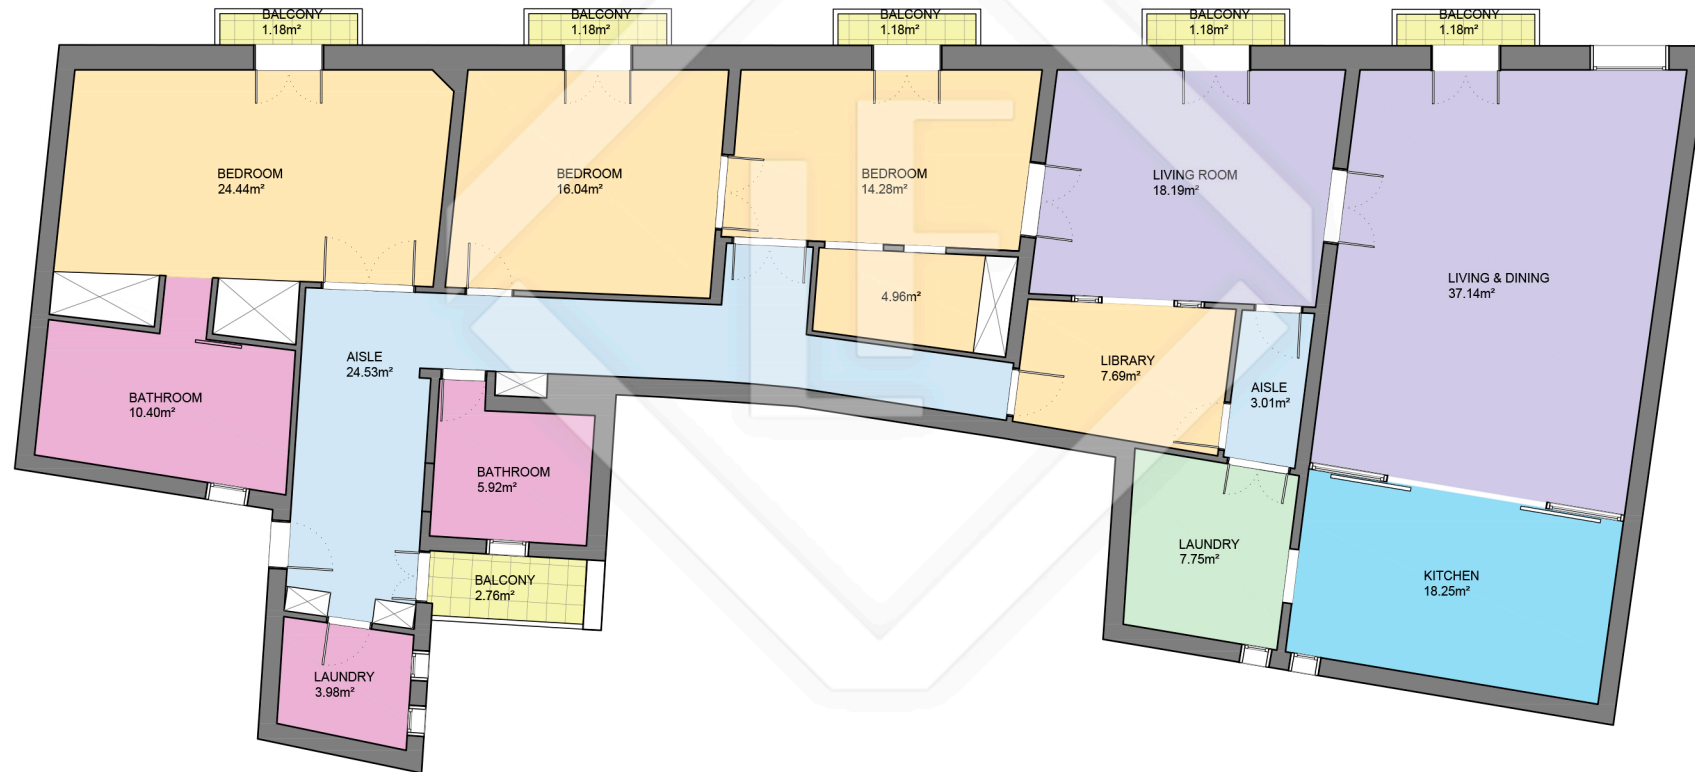 BALCONY
1.18m²
BALCONY
1.18m²
BALCONY
1.18m²
BALCONY
1.18m²
BALCONY
1.18m²
BEDROOM
24.44m²
BEDROOM
16.04m²
BEDROOM
14.28m²
LIVING ROOM
18.19m²
LIVING & DINING
37.14m²
4.96m²
AISLE
24.53m²
LIBRARY
7.69m²
AISLE
3.01m²
BATHROOM
10.40m²
BATHROOM
5.92m²
LAUNDRY
7.75m²
KITCHEN
18.25m²
BALCONY
2.76m²
LAUNDRY
3.98m²
LF